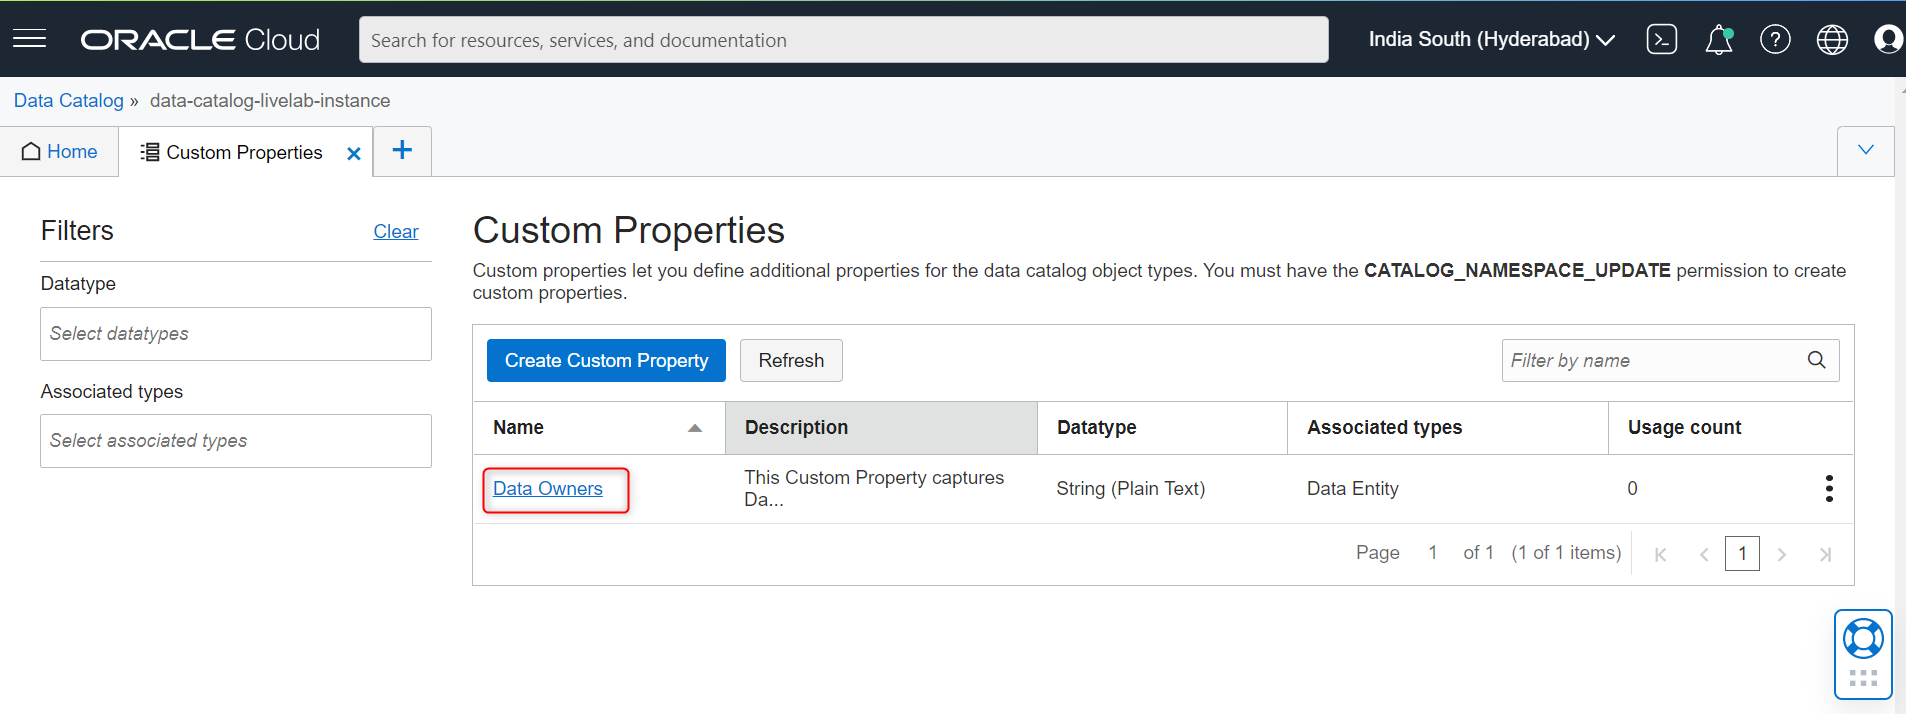 ORACLE Cloud
Search for resources, services, and documentation
India South (Hyderabad)
Data Catalog » data-catalog-livelab-instance
Home
Custom Properties
Filters
Clear
Datatype
Select datatypes
Associated types
Select associated types
Custom Properties
Custom properties let you define additional properties for the data catalog object types. You must have the CATALOG_NAMESPACE_UPDATE permission to create
custom properties.
Create Custom Property
Refresh
Filter by name
Name Description Datatype Associated types Usage count
Data Owners
This Custom Property captures
Da...
String (Plain Text)
Data Entity
0
Page 1 of 1 (1 of 1 items)
1